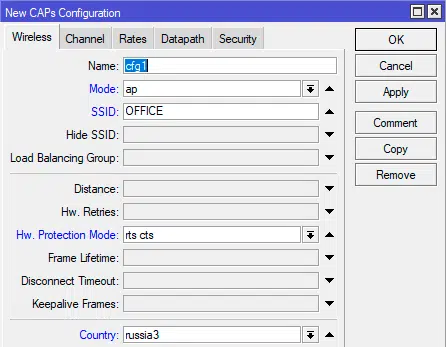 New CAPs Configuration
Wireless Channel Rates Datapath Security
Name: cfg1
Mode: ap
SSID: OFFICE
Hide SSID:
Load Balancing Group:
Distance:
Hw. Retries:
Hw. Protection Mode: rts cts
Frame Lifetime:
Disconnect Timeout:
Keepalive Frames:
Country: russia3
OK
Cancel
Apply
Comment
Copy
Remove